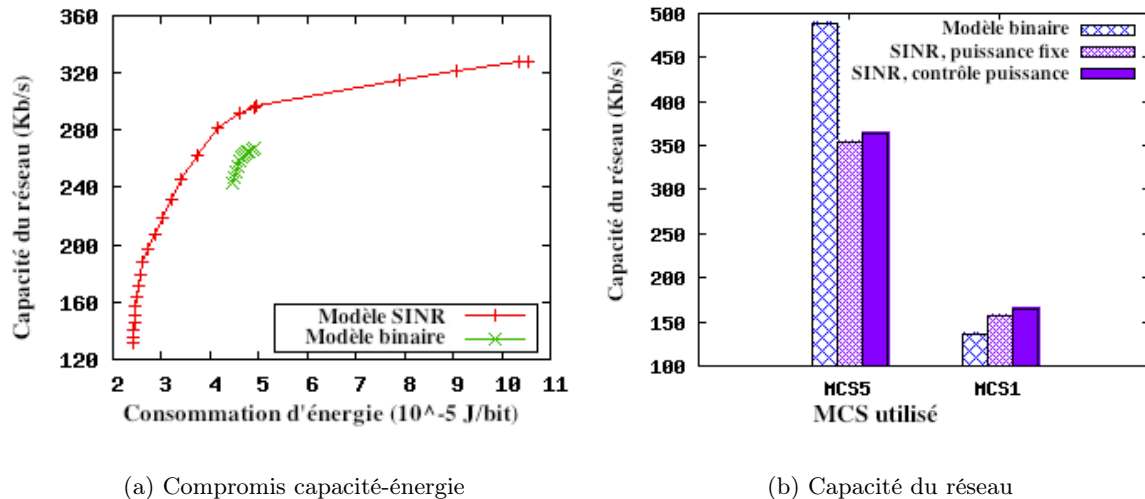 360
320
280
240
200
160
120
Capacité du réseau (Kb/s)
Modèle SINR
Modèle binaire
2 3 4 5 6 7 8 9 10 11
Consommation d'énergie (10^-5 J/bit)
(a) Compromis capacité-énergie
500
450
400
350
300
250
200
150
100
Capacité du réseau (Kb/s)
Modèle binaire
SINR, puissance fixe
SINR, contrôle puissance
MCS5 MCS1
MCS utilisé
(b) Capacité du réseau